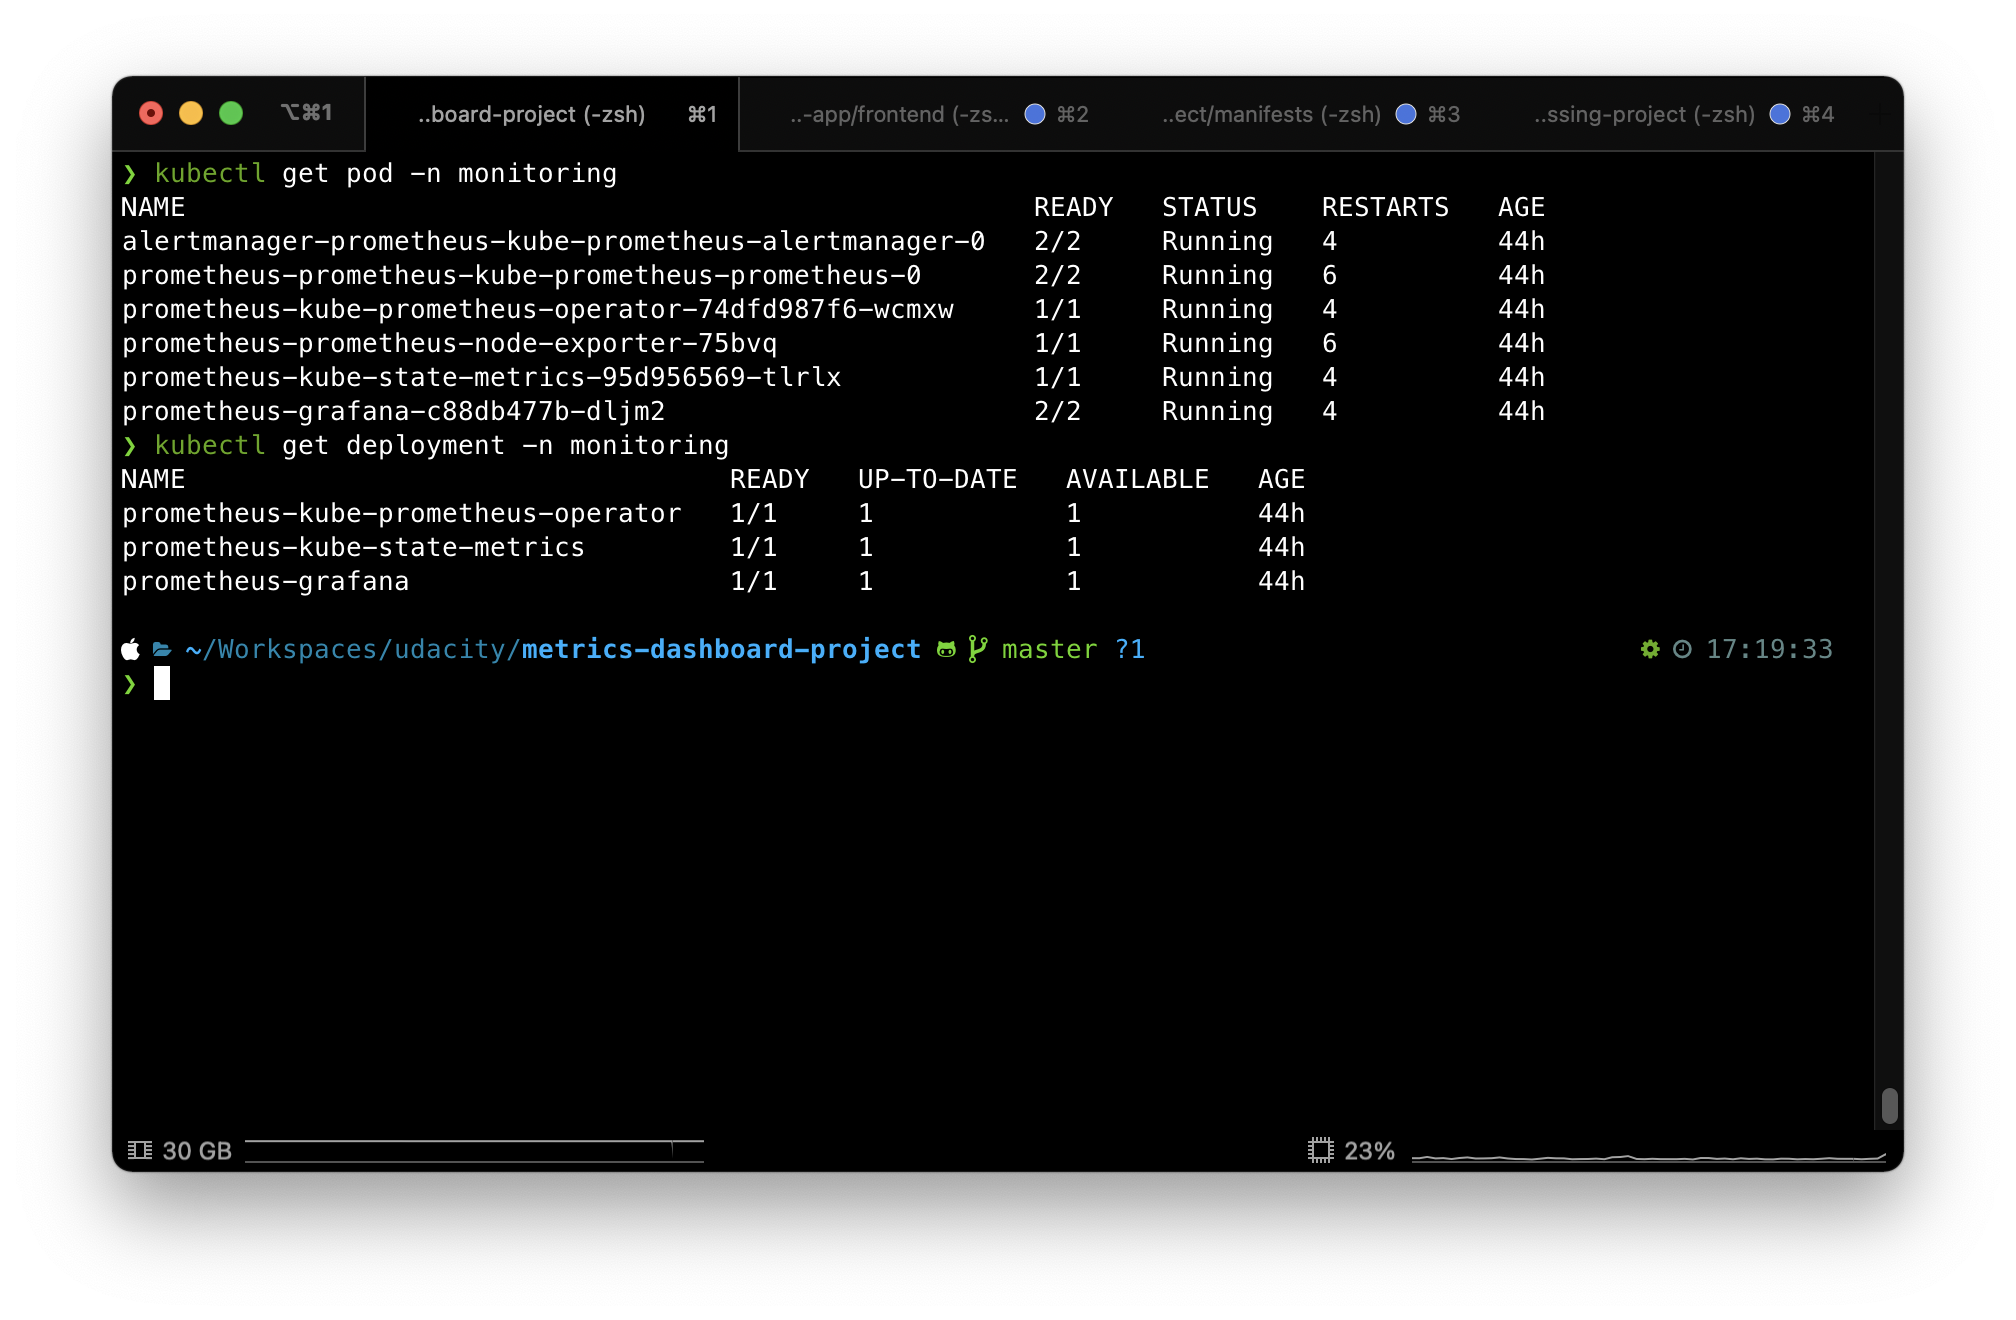 ⌥⌘1 ..board-project (-zsh) ⌘1 ..-app/frontend (-zs... ⌘2 ..ect/manifests (-zsh) ⌘3 ..ssing-project (-zsh) ⌘4
❯ kubectl get pod -n monitoring
NAME READY STATUS RESTARTS AGE
alertmanager-prometheus-kube-prometheus-alertmanager-0 2/2 Running 4 44h
prometheus-prometheus-kube-prometheus-prometheus-0 2/2 Running 6 44h
prometheus-kube-prometheus-operator-74dfd987f6-wcmxw 1/1 Running 4 44h
prometheus-prometheus-node-exporter-75bvq 1/1 Running 6 44h
prometheus-kube-state-metrics-95d956569-tlrlx 1/1 Running 4 44h
prometheus-grafana-c88db477b-dljm2 2/2 Running 4 44h
❯ kubectl get deployment -n monitoring
NAME READY UP-TO-DATE AVAILABLE AGE
prometheus-kube-prometheus-operator 1/1 1 1 44h
prometheus-kube-state-metrics 1/1 1 1 44h
prometheus-grafana 1/1 1 1 44h
~/Workspaces/udacity/metrics-dashboard-project master ?1 17:19:33
❯
30 GB 23%